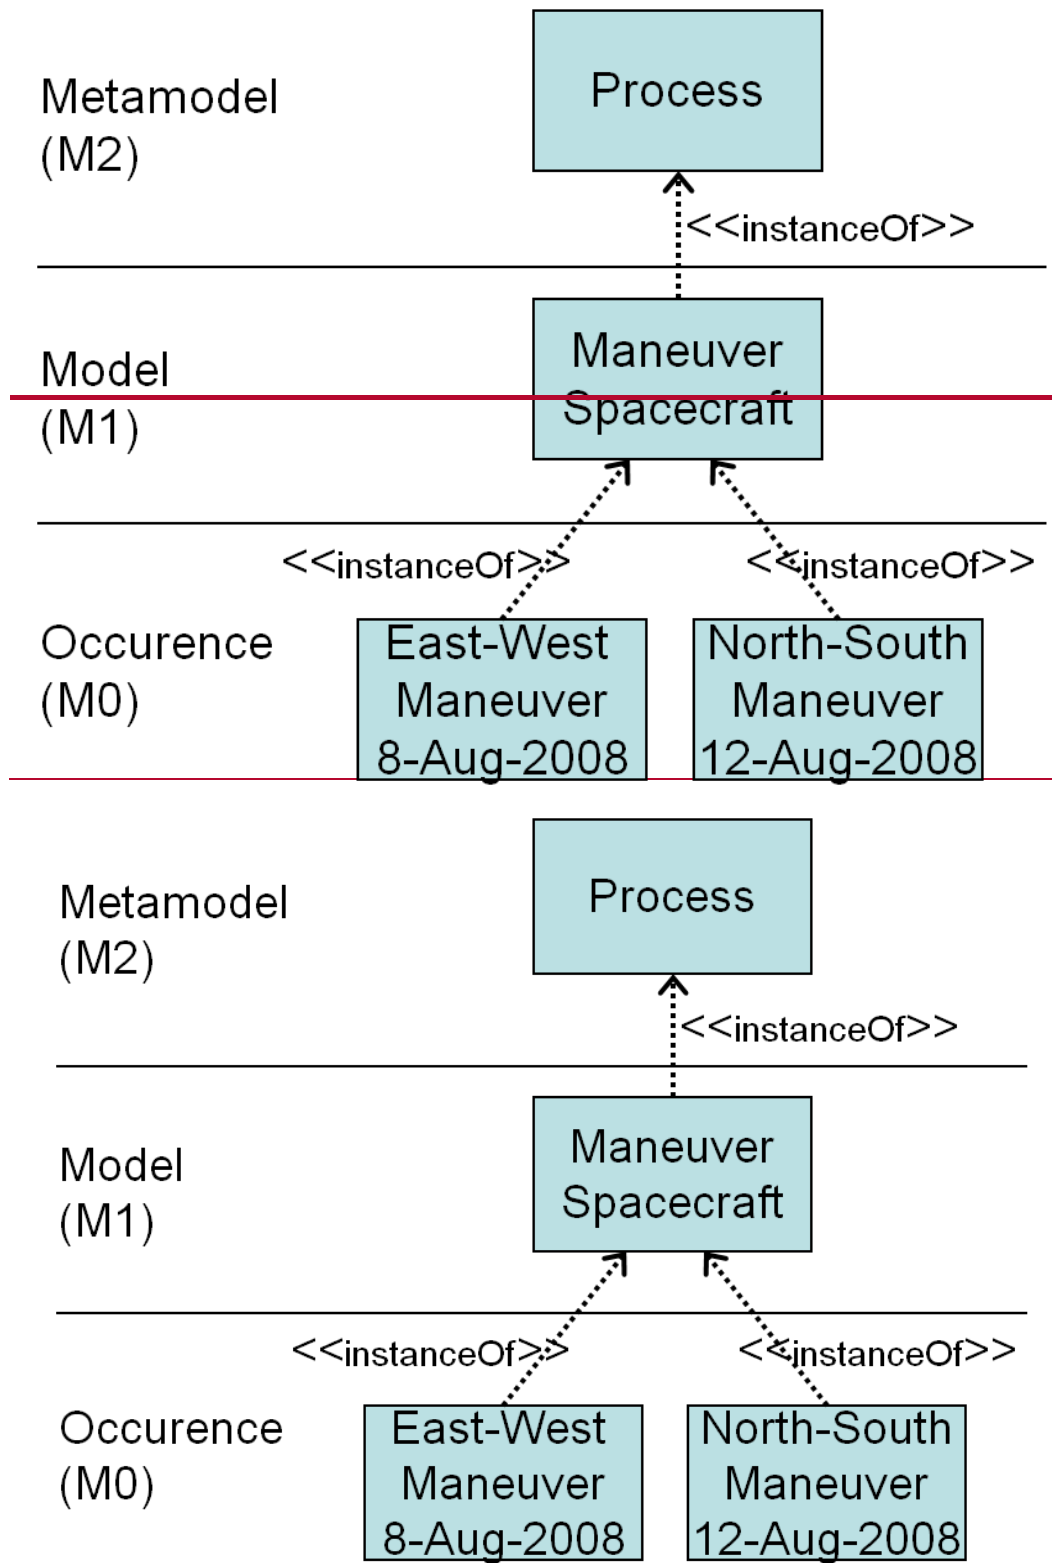 Process
Metamodel
(M2)
<<instanceOf>>
Maneuver
Spacecraft
Model
(M1)
<<instanceOf>>
<<instanceOf>>
Occurence
(M0)
East-West
Maneuver
8-Aug-2008
North-South
Maneuver
12-Aug-2008
Process
Metamodel
(M2)
<<instanceOf>>
Maneuver
Spacecraft
Model
(M1)
<<instanceOf>>
<<instanceOf>>
Occurence
(M0)
East-West
Maneuver
8-Aug-2008
North-South
Maneuver
12-Aug-2008